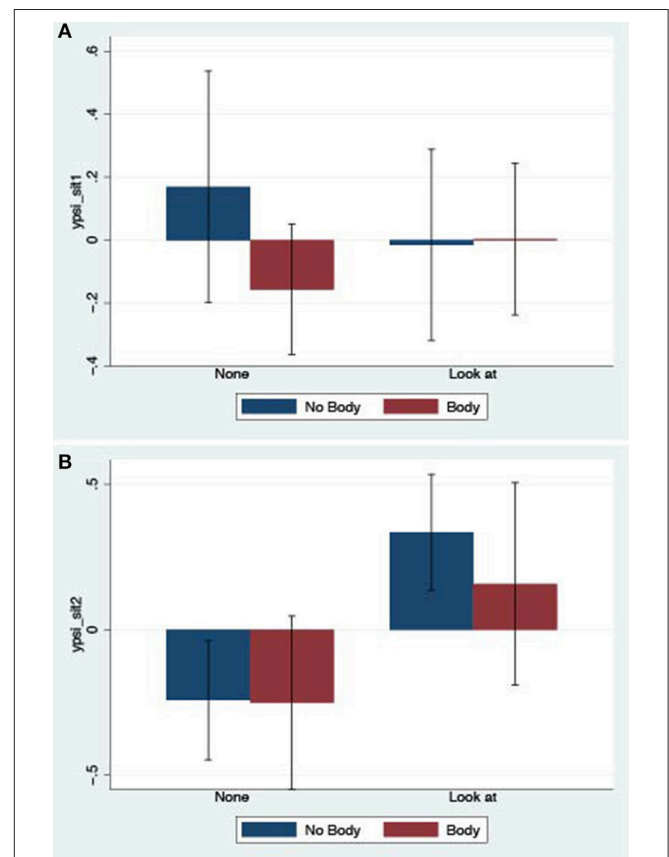 A
.6
.4
.2
0
-.2
-.4
ypsi_sit1
None Look at
No Body Body
B
.5
0
-.5
ypsi_sit2
None Look at
No Body Body